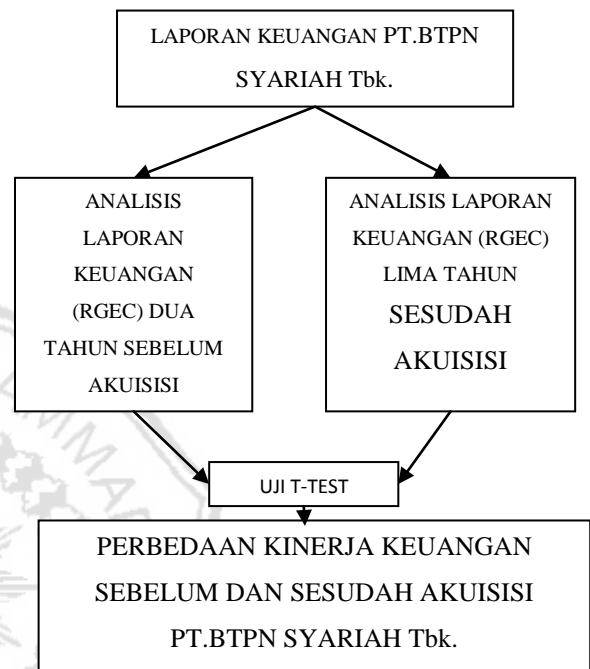 LAPORAN KEUANGAN PT.BTPN
SYARIAH Tbk.
ANALISIS
LAPORAN
KEUANGAN
(RGEC) DUA
TAHUN SEBELUM
AKUISISI
ANALISIS LAPORAN
KEUANGAN (RGEC)
LIMA TAHUN
SESUDAH
AKUISISI
UJI T-TEST
PERBEDAAN KINERJA KEUANGAN
SEBELUM DAN SESUDAH AKUISISI
PT.BTPN SYARIAH Tbk.